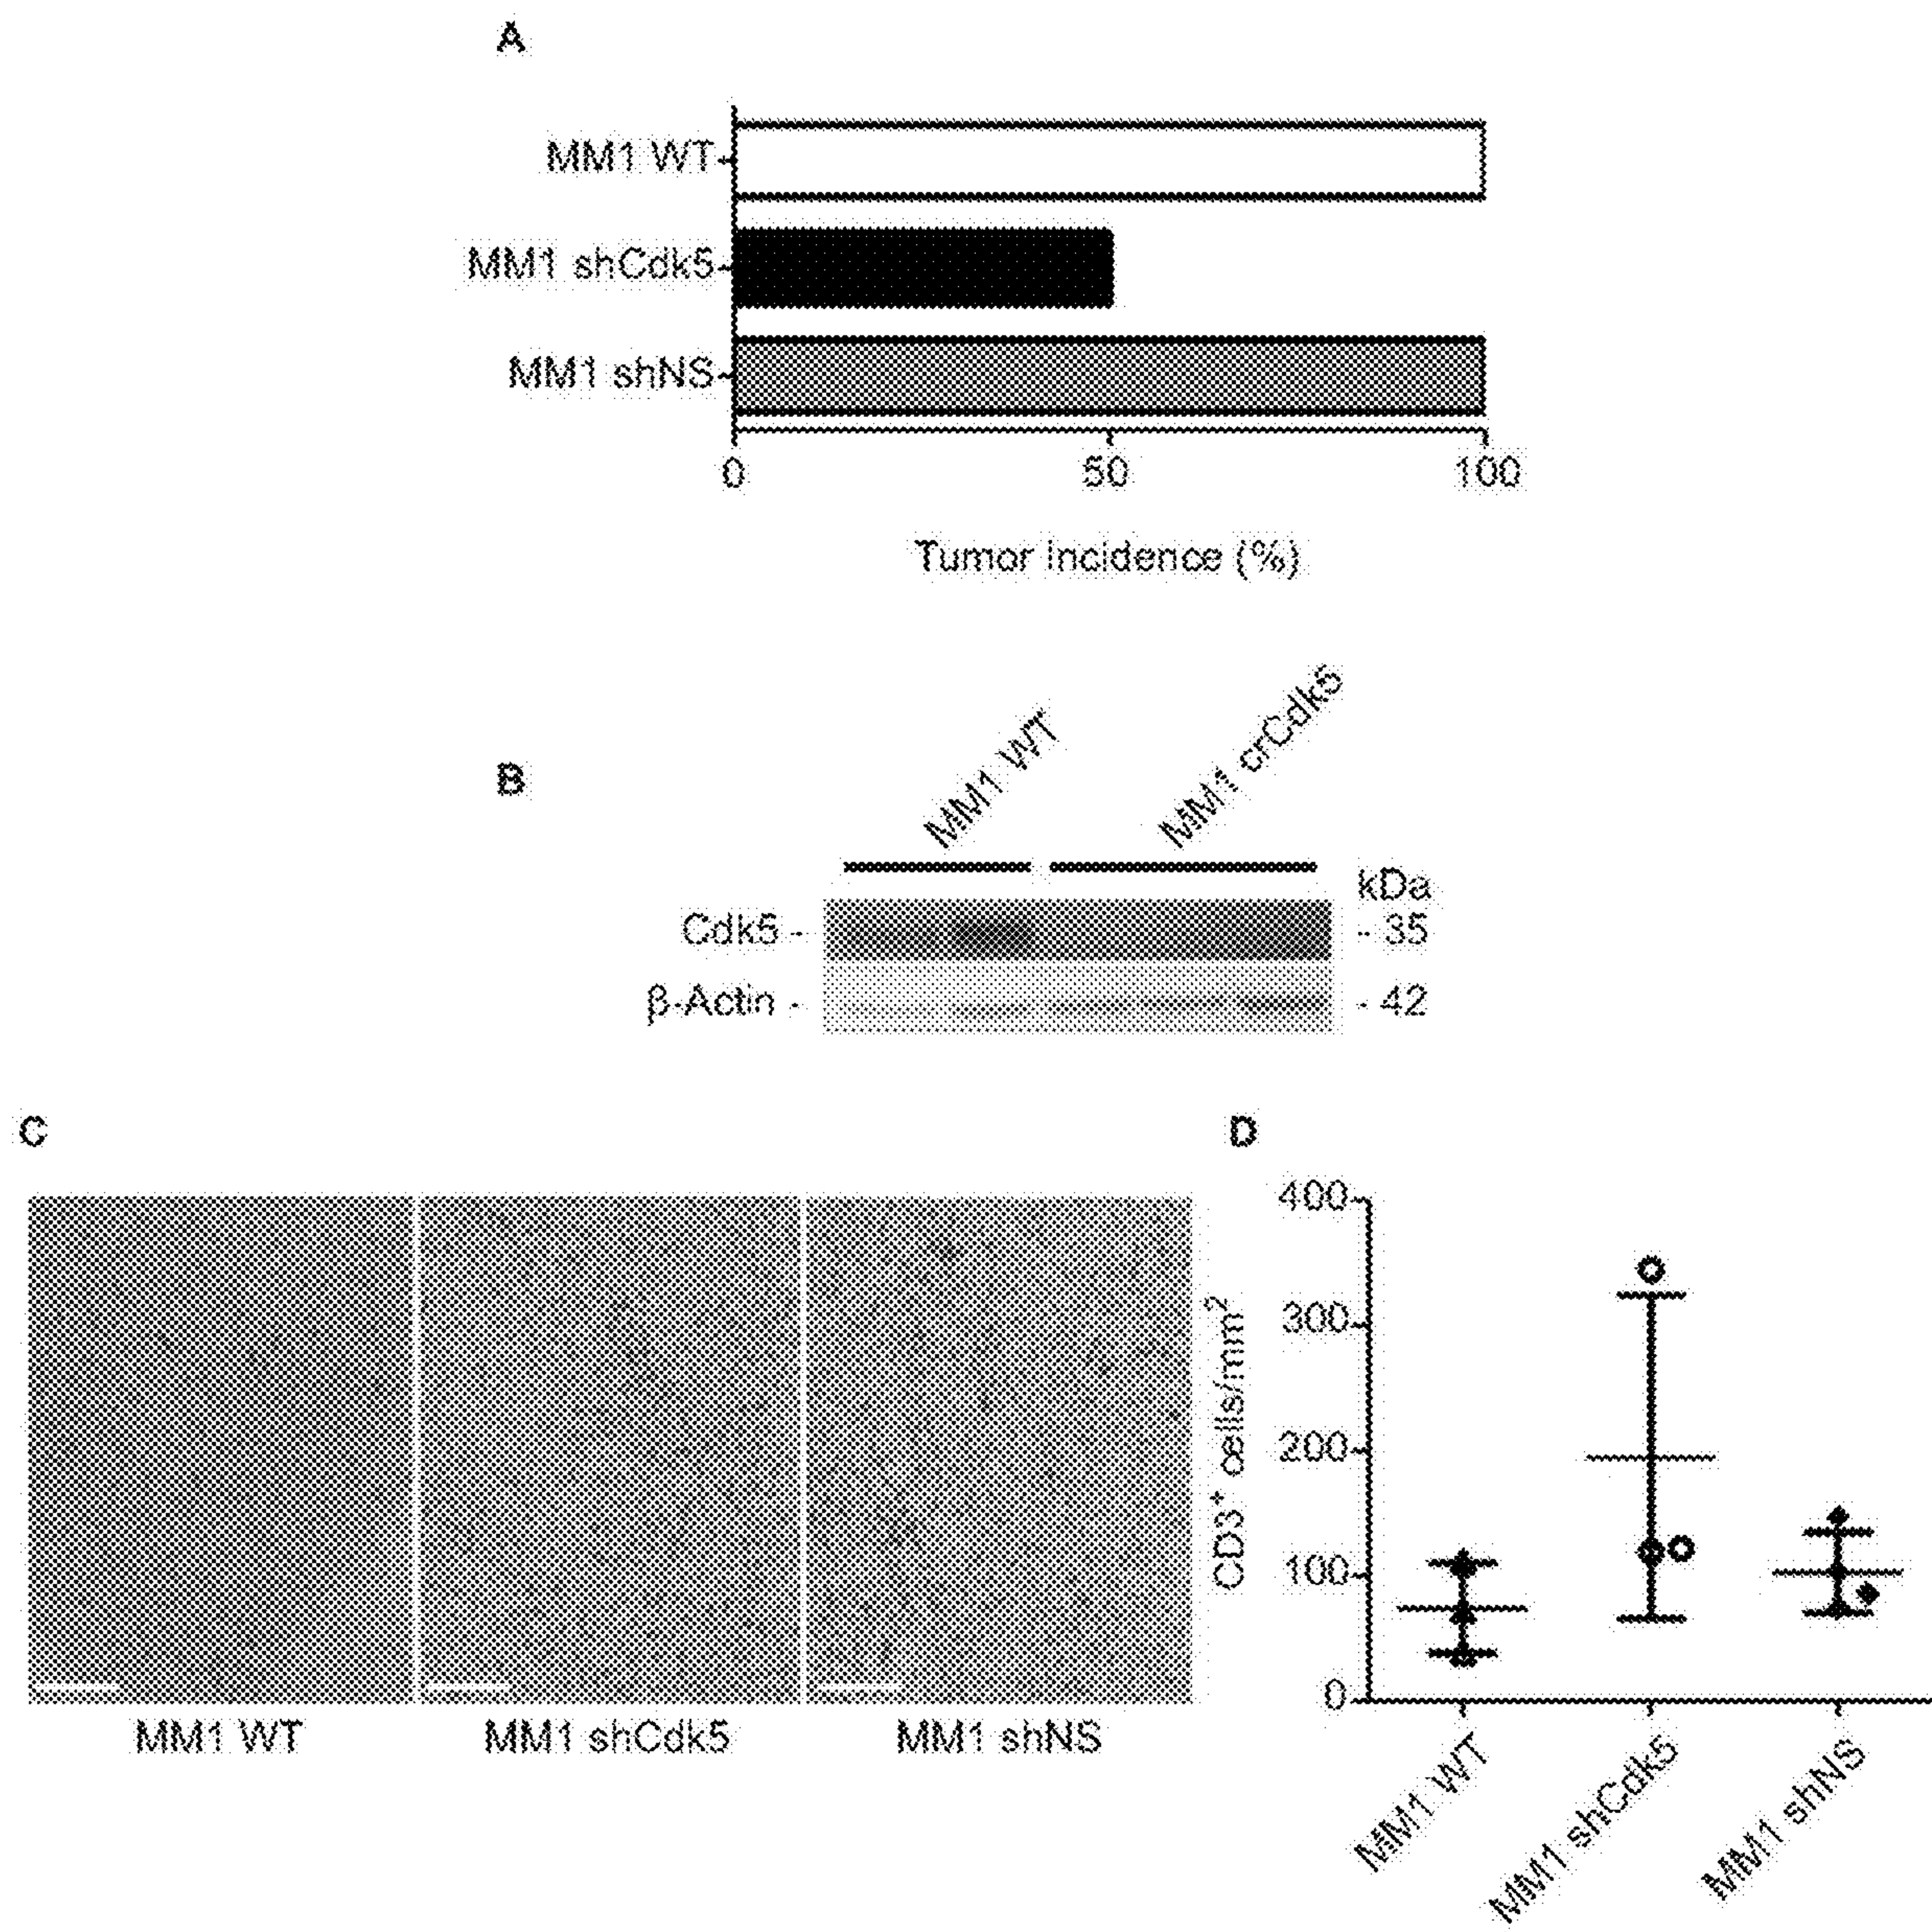 A
MM1 WT
MM1 shCdk5
MM1 shNS
0 50 100
Tumor Incidence (%)
B
MM1 WT MM1 crCdk5
kDa
Cdk5 - - 35
β-Actin - - 42
C
MM1 WT MM1 shCdk5 MM1 shNS
D
CD3⁺ cells/mm²
400
300
200
100
0
MM1 WT MM1 shCdk5 MM1 shNS